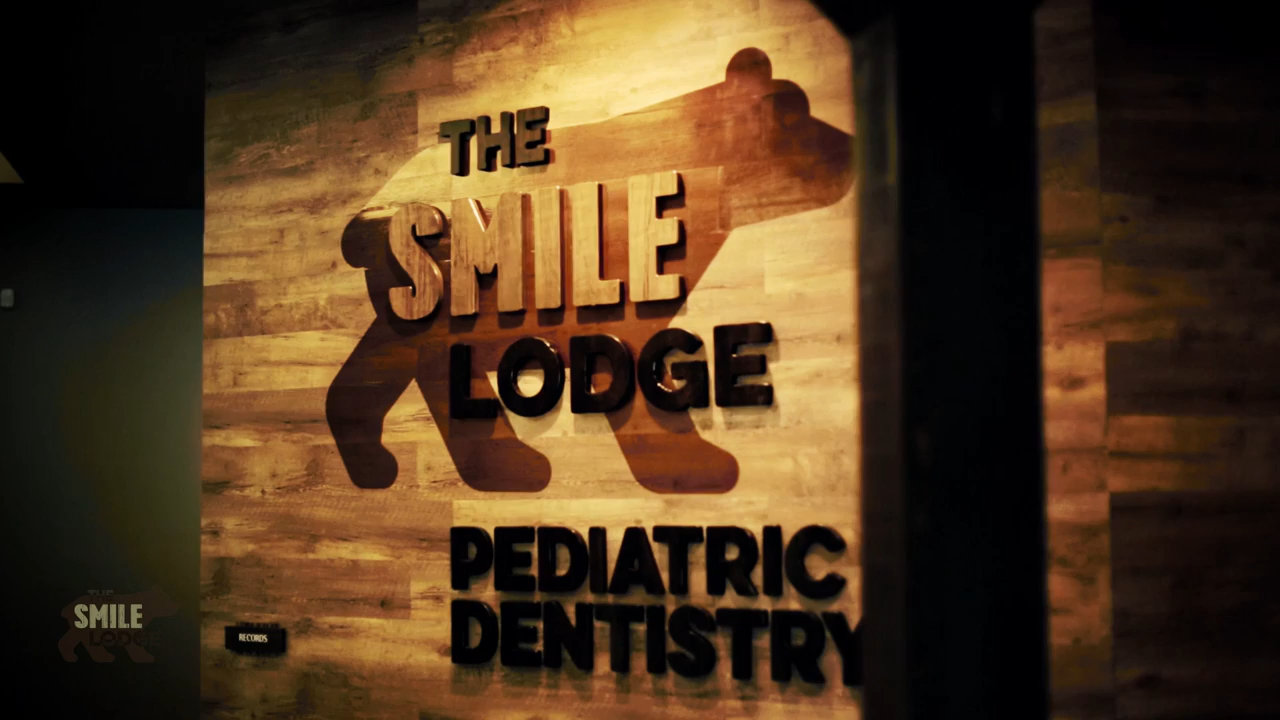 THE
SMILE
LODGE
PEDIATRIC
DENTISTRY
RECORDS
THE
SMILE
LODGE